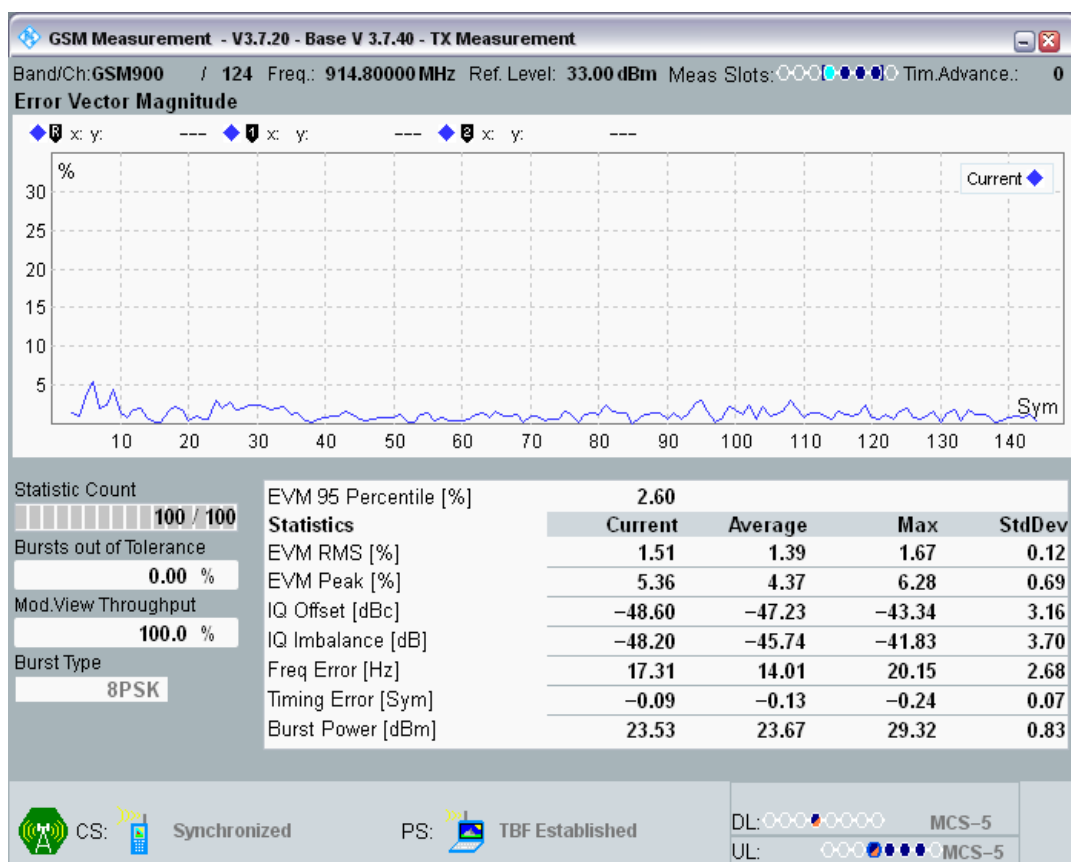 GSM Measurement - V3.7.20 - Base V 3.7.40 - TX Measurement
Band/Ch:GSM900 / 124 Freq.: 914.80000 MHz Ref. Level: 33.00 dBm Meas Slots: Tim.Advance.: 0
Error Vector Magnitude
R x: y: --- 1 x: y: --- 2 x: y: ---
%
Current
30
25
20
15
10
5
Sym
10 20 30 40 50 60 70 80 90 100 110 120 130 140
Statistic Count
100 / 100
Bursts out of Tolerance
0.00 %
Mod.View Throughput
100.0 %
Burst Type
8PSK
EVM 95 Percentile [%] 2.60
Statistics Current Average Max StdDev
EVM RMS [%] 1.51 1.39 1.67 0.12
EVM Peak [%] 5.36 4.37 6.28 0.69
IQ Offset [dBc] −48.60 −47.23 −43.34 3.16
IQ Imbalance [dB] −48.20 −45.74 −41.83 3.70
Freq Error [Hz] 17.31 14.01 20.15 2.68
Timing Error [Sym] −0.09 −0.13 −0.24 0.07
Burst Power [dBm] 23.53 23.67 29.32 0.83
CS: Synchronized PS: TBF Established
DL: MCS−5
UL: MCS−5